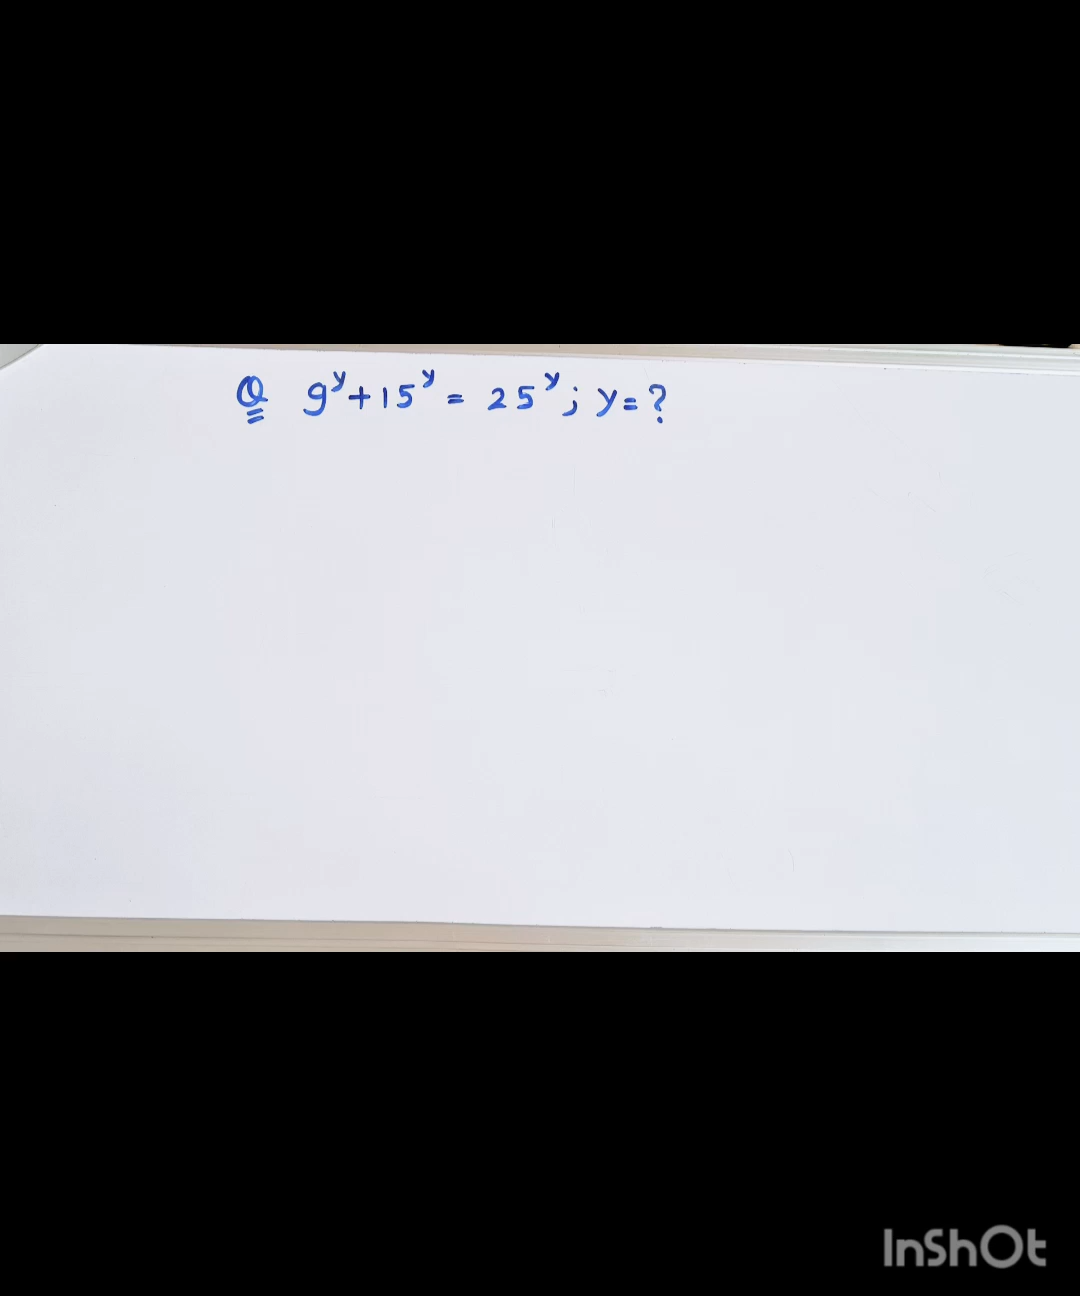 Q 9^y + 15^y = 25^y ; y = ?
InShOt